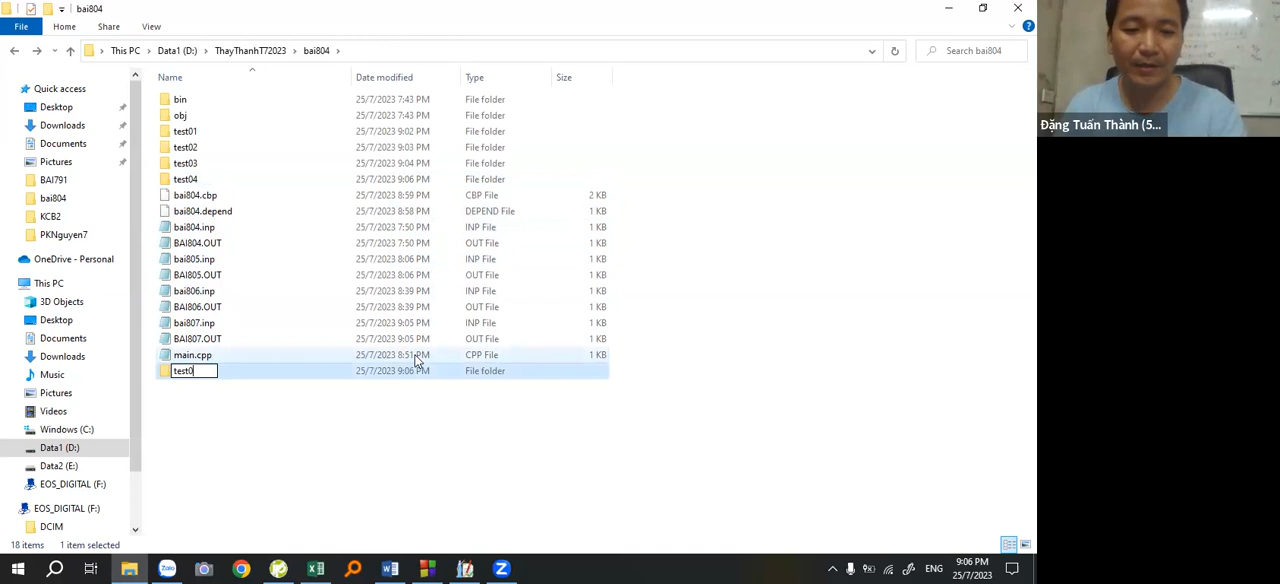 bai804
File Home Share View
This PC Data1 (D:) ThayThanhT72023 bai804
Search bai804
Name Date modified Type Size
Quick access
Desktop
Downloads
Documents
Pictures
BAI791
bai804
KCB2
PKNguyen7
OneDrive - Personal
This PC
3D Objects
Desktop
Documents
Downloads
Music
Pictures
Videos
Windows (C:)
Data1 (D:)
Data2 (E:)
EOS_DIGITAL (F:)
EOS_DIGITAL (F:)
DCIM
bin 25/7/2023 7:43 PM File folder
obj 25/7/2023 7:43 PM File folder
test01 25/7/2023 9:02 PM File folder
test02 25/7/2023 9:03 PM File folder
test03 25/7/2023 9:04 PM File folder
test04 25/7/2023 9:06 PM File folder
bai804.cbp 25/7/2023 8:59 PM CBP File 2 KB
bai804.depend 25/7/2023 8:58 PM DEPEND File 1 KB
bai804.inp 25/7/2023 7:50 PM INP File 1 KB
BAI804.OUT 25/7/2023 7:50 PM OUT File 1 KB
bai805.inp 25/7/2023 8:06 PM INP File 1 KB
BAI805.OUT 25/7/2023 8:06 PM OUT File 1 KB
bai806.inp 25/7/2023 8:39 PM INP File 1 KB
BAI806.OUT 25/7/2023 8:39 PM OUT File 1 KB
bai807.inp 25/7/2023 9:05 PM INP File 1 KB
BAI807.OUT 25/7/2023 9:05 PM OUT File 1 KB
main.cpp 25/7/2023 8:51 PM CPP File 1 KB
test0 25/7/2023 9:06 PM File folder
18 items 1 item selected
Zalo
ENG
9:06 PM
25/7/2023
Đặng Tuấn Thành (5...